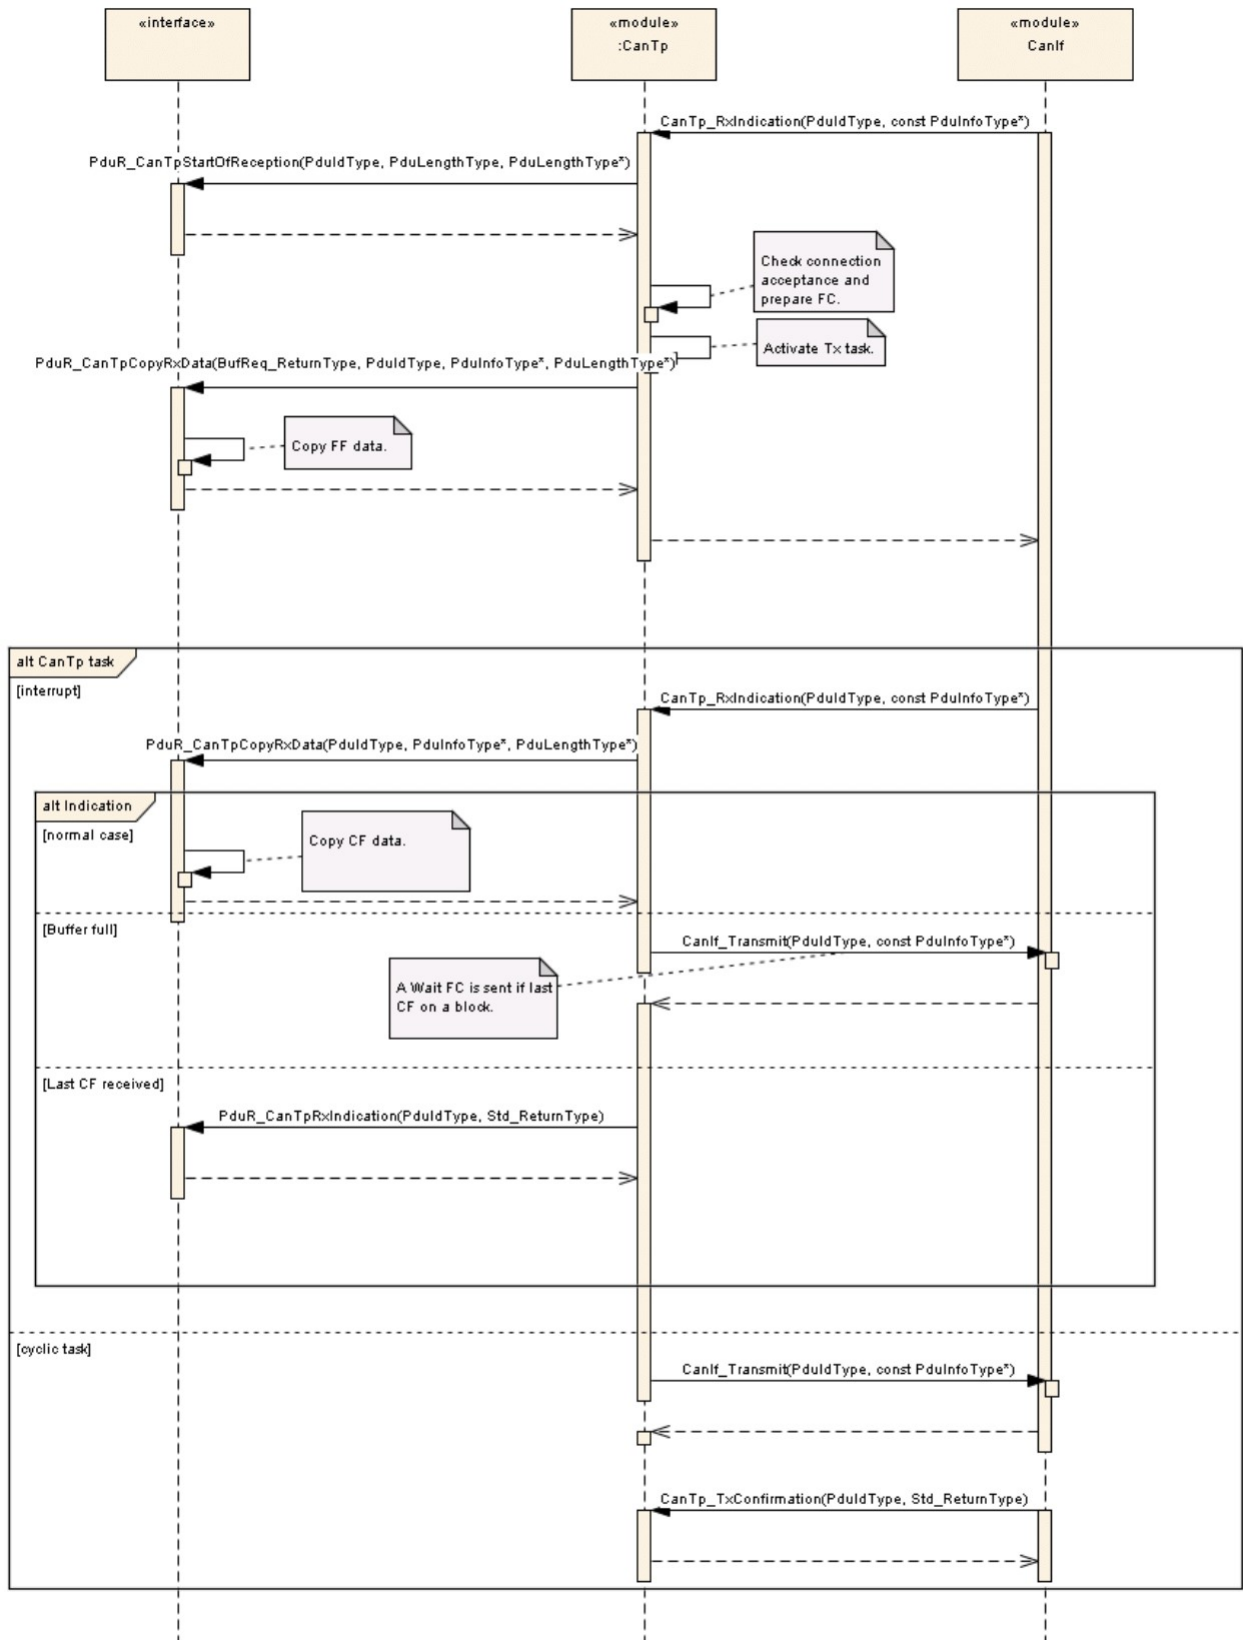 «interface»
«module»
:CanTp
«module»
CanIf
CanTp_RxIndication(PduIdType, const PduInfoType*)
PduR_CanTpStartOfReception(PduIdType, PduLengthType, PduLengthType*)
Check connection
acceptance and
prepare FC.
Activate Tx task.
PduR_CanTpCopyRxData(BufReq_ReturnType, PduIdType, PduInfoType*, PduLengthType*)
Copy FF data.
alt CanTp task
[interrupt]
CanTp_RxIndication(PduIdType, const PduInfoType*)
PduR_CanTpCopyRxData(PduIdType, PduInfoType*, PduLengthType*)
alt Indication
[normal case]
Copy CF data.
[Buffer full]
CanIf_Transmit(PduIdType, const PduInfoType*)
A Wait FC is sent if last
CF on a block.
[Last CF received]
PduR_CanTpRxIndication(PduIdType, Std_ReturnType)
[cyclic task]
CanIf_Transmit(PduIdType, const PduInfoType*)
CanTp_TxConfirmation(PduIdType, Std_ReturnType)